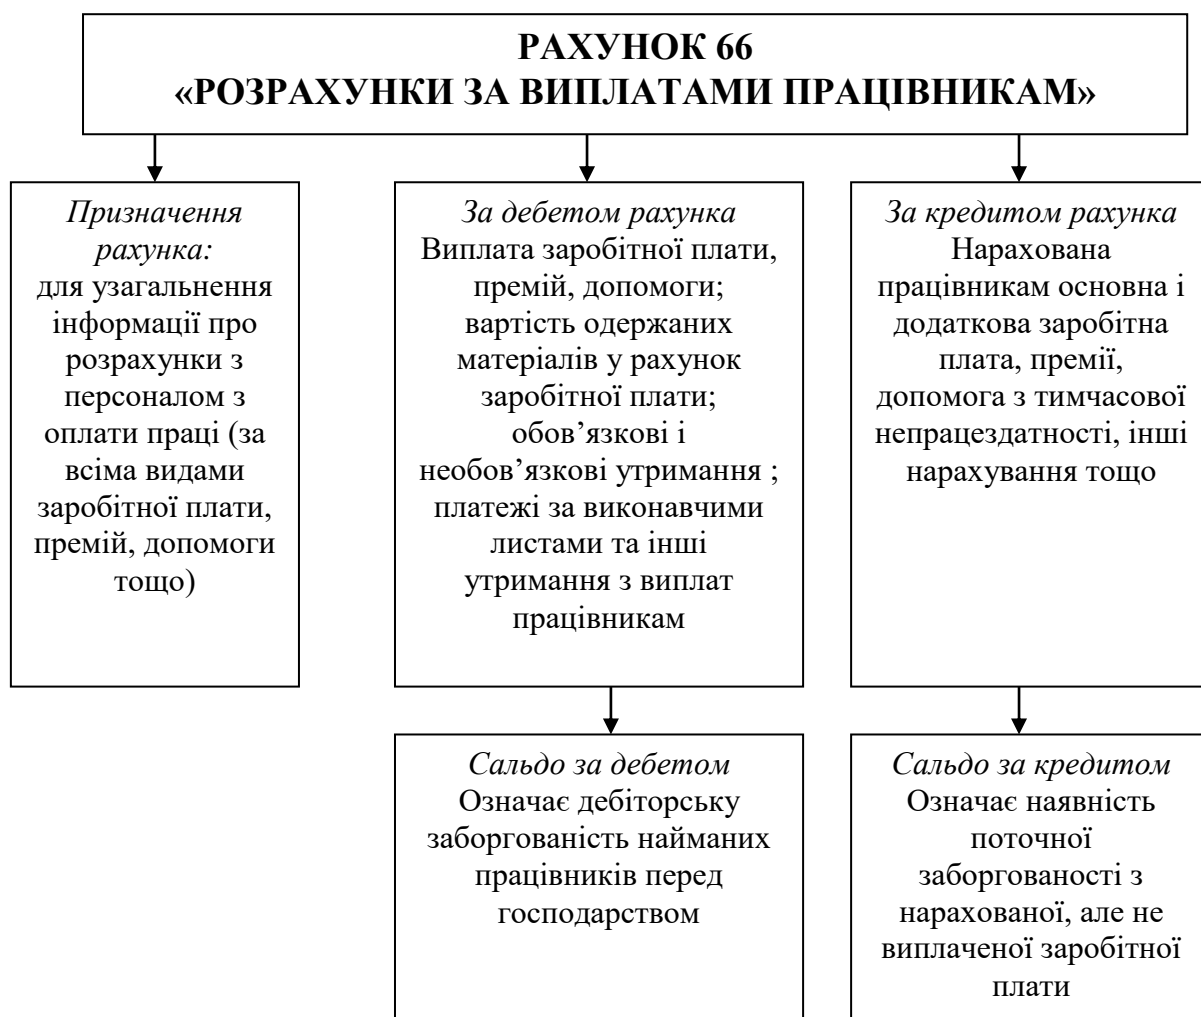 РАХУНОК 66
«РОЗРАХУНКИ ЗА ВИПЛАТАМИ ПРАЦІВНИКАМ»
Призначення
рахунка:
для узагальнення
інформації про
розрахунки з
персоналом з
оплати праці (за
всіма видами
заробітної плати,
премій, допомоги
тощо)
За дебетом рахунка
Виплата заробітної плати,
премій, допомоги;
вартість одержаних
матеріалів у рахунок
заробітної плати;
обов’язкові і
необов’язкові утримання ;
платежі за виконавчими
листами та інші
утримання з виплат
працівникам
За кредитом рахунка
Нарахована
працівникам основна і
додаткова заробітна
плата, премії,
допомога з тимчасової
непрацездатності, інші
нарахування тощо
Сальдо за дебетом
Означає дебіторську
заборгованість найманих
працівників перед
господарством
Сальдо за кредитом
Означає наявність
поточної
заборгованості з
нарахованої, але не
виплаченої заробітної
плати